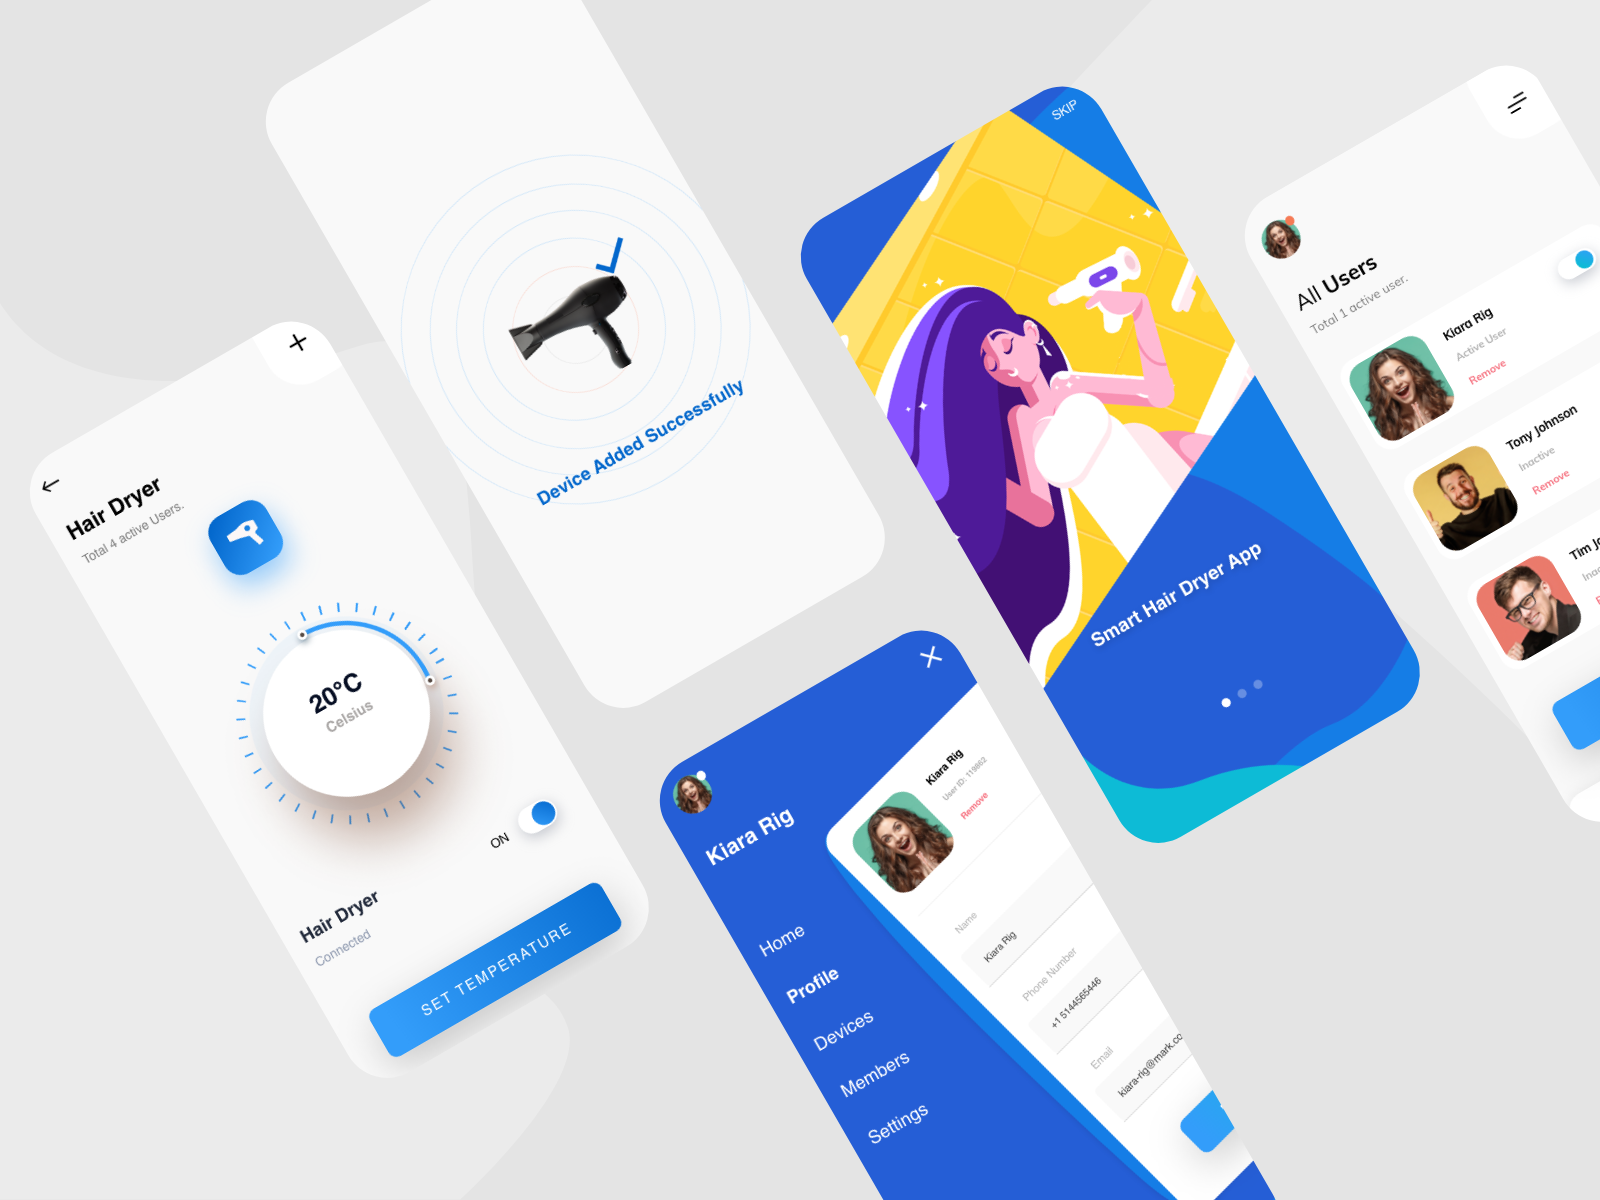 Hair Dryer
Total 4 active Users.
20°C
Celsius
ON
Hair Dryer
Connected
SET TEMPERATURE
Device Added Successfully
Kiara Rig
Home
Profile
Devices
Members
Settings
Kiara Rig
User ID: 119862
Remove
Name
Kiara Rig
Phone Number
+1 5144565446
Email
kiara-rig@mark.co
SKIP
Smart Hair Dryer App
All Users
Total 1 active user.
Kiara Rig
Active User
Remove
Tony Johnson
Inactive
Remove
Tim Jo
Inac